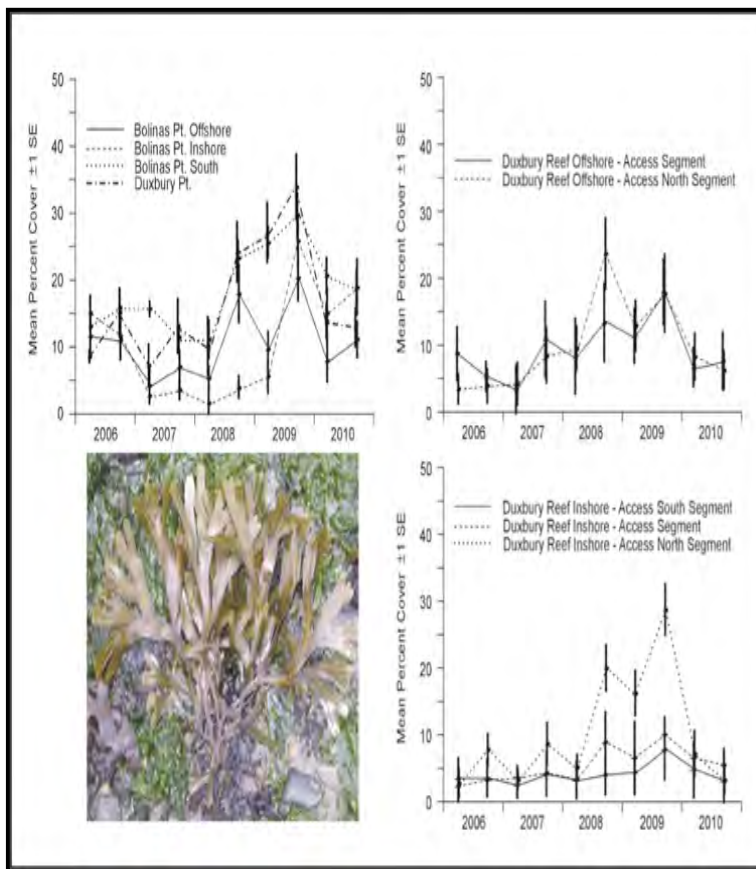 Mean Percent Cover ±1 SE
50
40
30
20
10
0
Bolinas Pt. Offshore
Bolinas Pt. Inshore
Bolinas Pt. South
Duxbury Pt.
2006 2007 2008 2009 2010
Mean Percent Cover ±1 SE
50
40
30
20
10
0
Duxbury Reef Offshore - Access Segment
Duxbury Reef Offshore - Access North Segment
2006 2007 2008 2009 2010
Mean Percent Cover ±1 SE
50
40
30
20
10
0
Duxbury Reef Inshore - Access South Segment
Duxbury Reef Inshore - Access Segment
Duxbury Reef Inshore - Access North Segment
2006 2007 2008 2009 2010